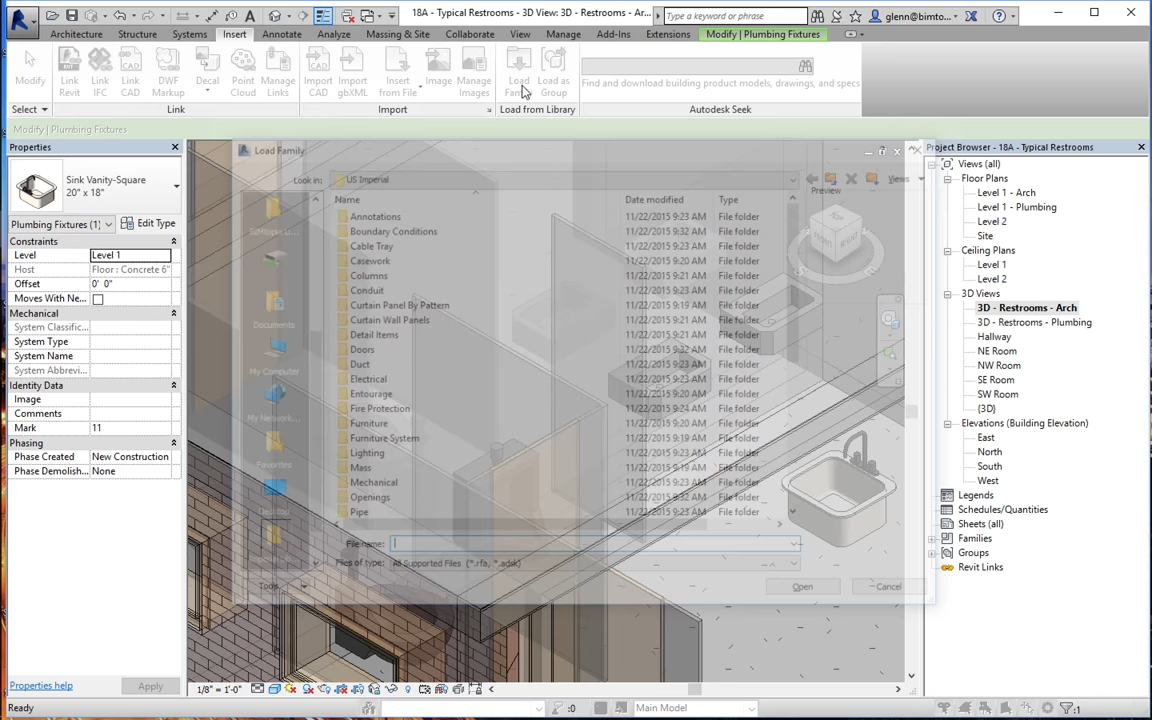 18A - Typical Restrooms - 3D View: 3D - Restrooms - Ar...
Type a keyword or phrase
glenn@bimto...
Architecture Structure Systems Insert Annotate Analyze Massing & Site Collaborate View Manage Add-Ins Extensions Modify | Plumbing Fixtures
Modify
Link Revit
Link IFC
Link CAD
DWF Markup
Decal
Point Cloud
Manage Links
Import CAD
Import gbXML
Insert from File
Image
Manage Images
Load Family
Load as Group
Find and download building product models, drawings, and specs
Select
Link
Import
Load from Library
Autodesk Seek
Modify | Plumbing Fixtures
Properties
Sink Vanity-Square
20" x 18"
Plumbing Fixtures (1)
Edit Type
Constraints
Level Level 1
Host Floor : Concrete 6"
Offset 0' 0"
Moves With Ne...
Mechanical
System Classific...
System Type
System Name
System Abbrevi...
Identity Data
Image
Comments
Mark 11
Phasing
Phase Created New Construction
Phase Demolish... None
Properties help
Apply
Load Family
Look in: US Imperial
Views
Preview
Documents
My Computer
My Network...
Favorites
Desktop
Name Date modified Type
Annotations 11/22/2015 9:23 AM File folder
Boundary Conditions 11/22/2015 9:32 AM File folder
Cable Tray 11/22/2015 9:23 AM File folder
Casework 11/22/2015 9:20 AM File folder
Columns 11/22/2015 9:21 AM File folder
Conduit 11/22/2015 9:23 AM File folder
Curtain Panel By Pattern 11/22/2015 9:19 AM File folder
Curtain Wall Panels 11/22/2015 9:21 AM File folder
Detail Items 11/22/2015 9:23 AM File folder
Doors 11/22/2015 9:32 AM File folder
Duct 11/22/2015 9:23 AM File folder
Electrical 11/22/2015 9:23 AM File folder
Entourage 11/22/2015 9:20 AM File folder
Fire Protection 11/22/2015 9:24 AM File folder
Furniture 11/22/2015 9:20 AM File folder
Furniture System 11/22/2015 9:19 AM File folder
Lighting 11/22/2015 9:23 AM File folder
Mass 11/22/2015 9:19 AM File folder
Mechanical 11/22/2015 9:23 AM File folder
Openings 11/22/2015 9:32 AM File folder
Pipe 11/22/2015 9:23 AM File folder
File name:
Files of type: All Supported Files (*.rfa, *.adsk)
Tools
Open
Cancel
TOP
FRONT
RIGHT
Project Browser - 18A - Typical Restrooms
Views (all)
Floor Plans
Level 1 - Arch
Level 1 - Plumbing
Level 2
Site
Ceiling Plans
Level 1
Level 2
3D Views
3D - Restrooms - Arch
3D - Restrooms - Plumbing
Hallway
NE Room
NW Room
SE Room
SW Room
{3D}
Elevations (Building Elevation)
East
North
South
West
Legends
Schedules/Quantities
Sheets (all)
Families
Groups
Revit Links
1/8" = 1'-0"
Ready
:0
Main Model
:1